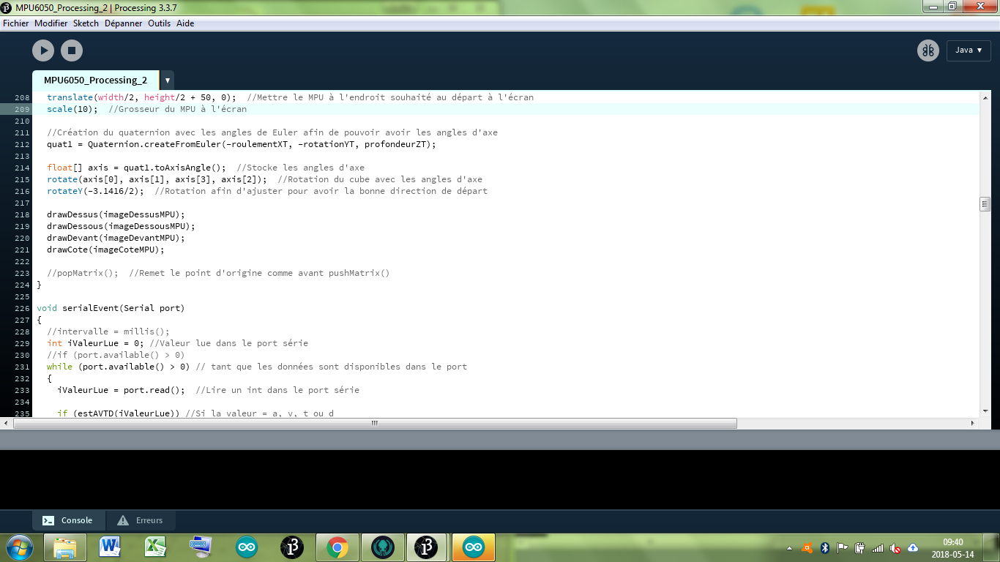 MPU6050_Processing_2 | Processing 3.3.7
Fichier Modifier Sketch Dépanner Outils Aide
Java ▼
MPU6050_Processing_2 ▼
208 translate(width/2, height/2 + 50, 0);  //Mettre le MPU à l'endroit souhaité au départ à l'écran
209 scale(10);  //Grosseur du MPU à l'écran
210
211 //Création du quaternion avec les angles de Euler afin de pouvoir avoir les angles d'axe
212 quat1 = Quaternion.createFromEuler(-roulementXT, -rotationYT, profondeurZT);
213
214 float[] axis = quat1.toAxisAngle();  //Stocke les angles d'axe
215 rotate(axis[0], axis[1], axis[3], axis[2]);  //Rotation du cube avec les angles d'axe
216 rotateY(-3.1416/2);  //Rotation afin d'ajuster pour avoir la bonne direction de départ
217
218 drawDessus(imageDessusMPU);
219 drawDessous(imageDessousMPU);
220 drawDevant(imageDevantMPU);
221 drawCote(imageCoteMPU);
222
223 //popMatrix();  //Remet le point d'origine comme avant pushMatrix()
224 }
225
226 void serialEvent(Serial port)
227 {
228 //intervalle = millis();
229 int iValeurLue = 0; //Valeur lue dans le port série
230 //if (port.available() > 0)
231 while (port.available() > 0) // tant que les données sont disponibles dans le port
232 {
233 iValeurLue = port.read();  //Lire un int dans le port série
234
235 if (estAVTD(iValeurLue)) //Si la valeur = a, v, t ou d
Console
Erreurs
09:40
2018-05-14